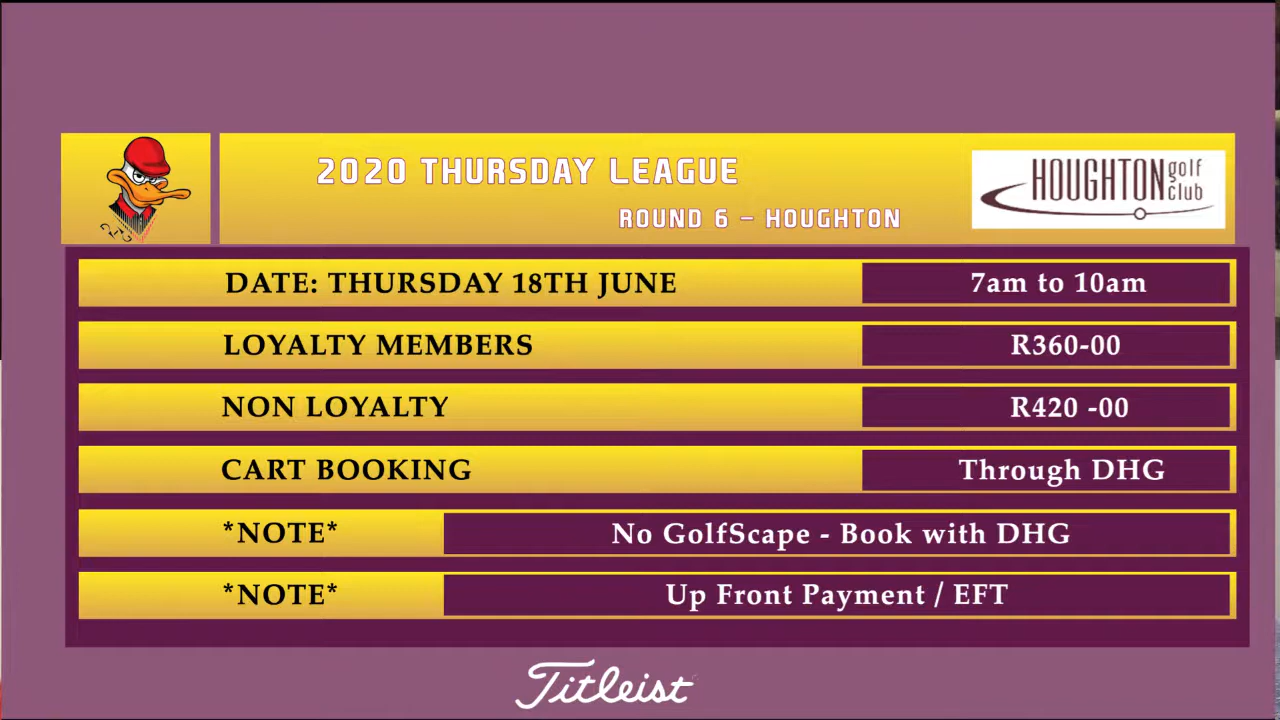 2020 THURSDAY LEAGUE
ROUND 6 – HOUGHTON
HOUGHTON golf club
DATE: THURSDAY 18TH JUNE 7am to 10am
LOYALTY MEMBERS R360-00
NON LOYALTY R420 -00
CART BOOKING Through DHG
*NOTE* No GolfScape - Book with DHG
*NOTE* Up Front Payment / EFT
Titleist